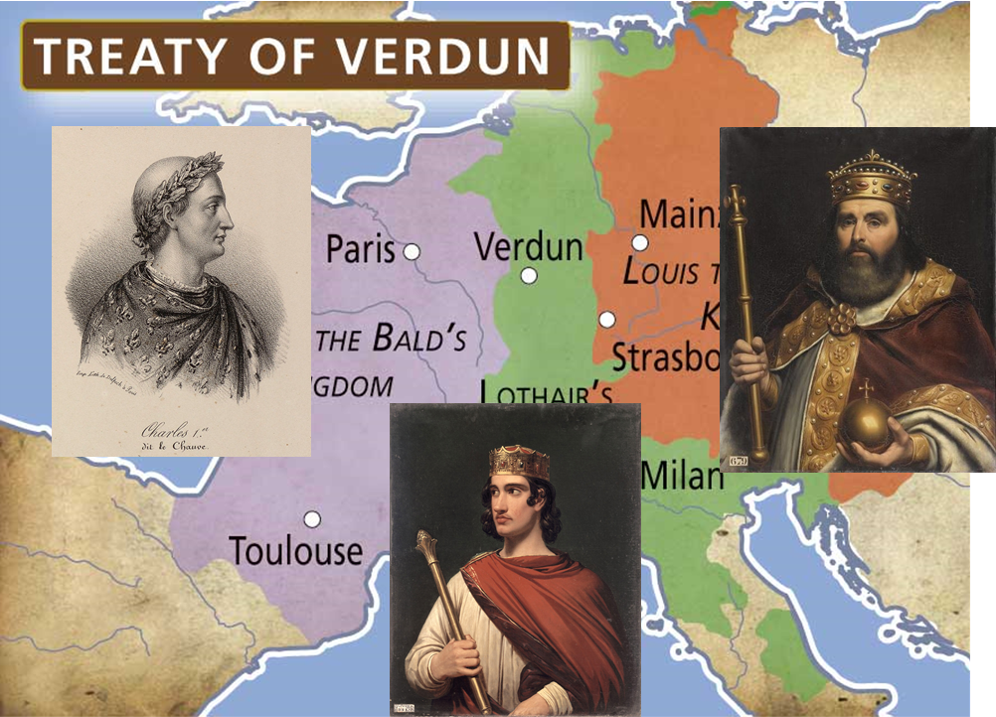 TREATY OF VERDUN
Mainz
Paris
Verdun
LOUIS T
K
THE BALD'S
Strasbo
GDOM
LOTHAIR'S
Charles 1.er
dit le Chauve.
Milan
Toulouse